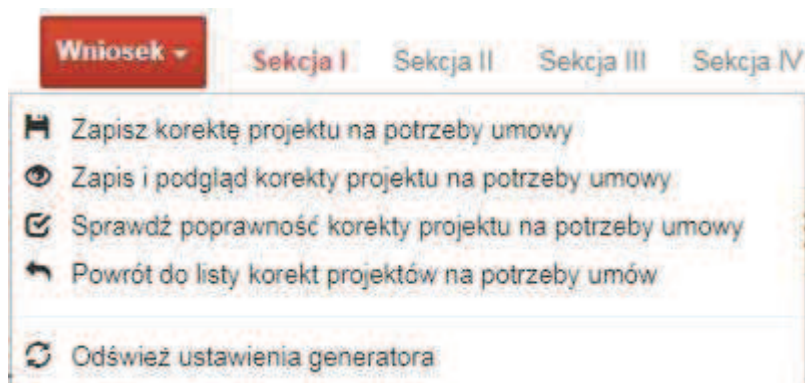 Wniosek Sekcja I Sekcja II Sekcja III Sekcja IV
Zapisz korektę projektu na potrzeby umowy
Zapis i podgląd korekty projektu na potrzeby umowy
Sprawdź poprawność korekty projektu na potrzeby umowy
Powrót do listy korekt projektów na potrzeby umów
Odśwież ustawienia generatora